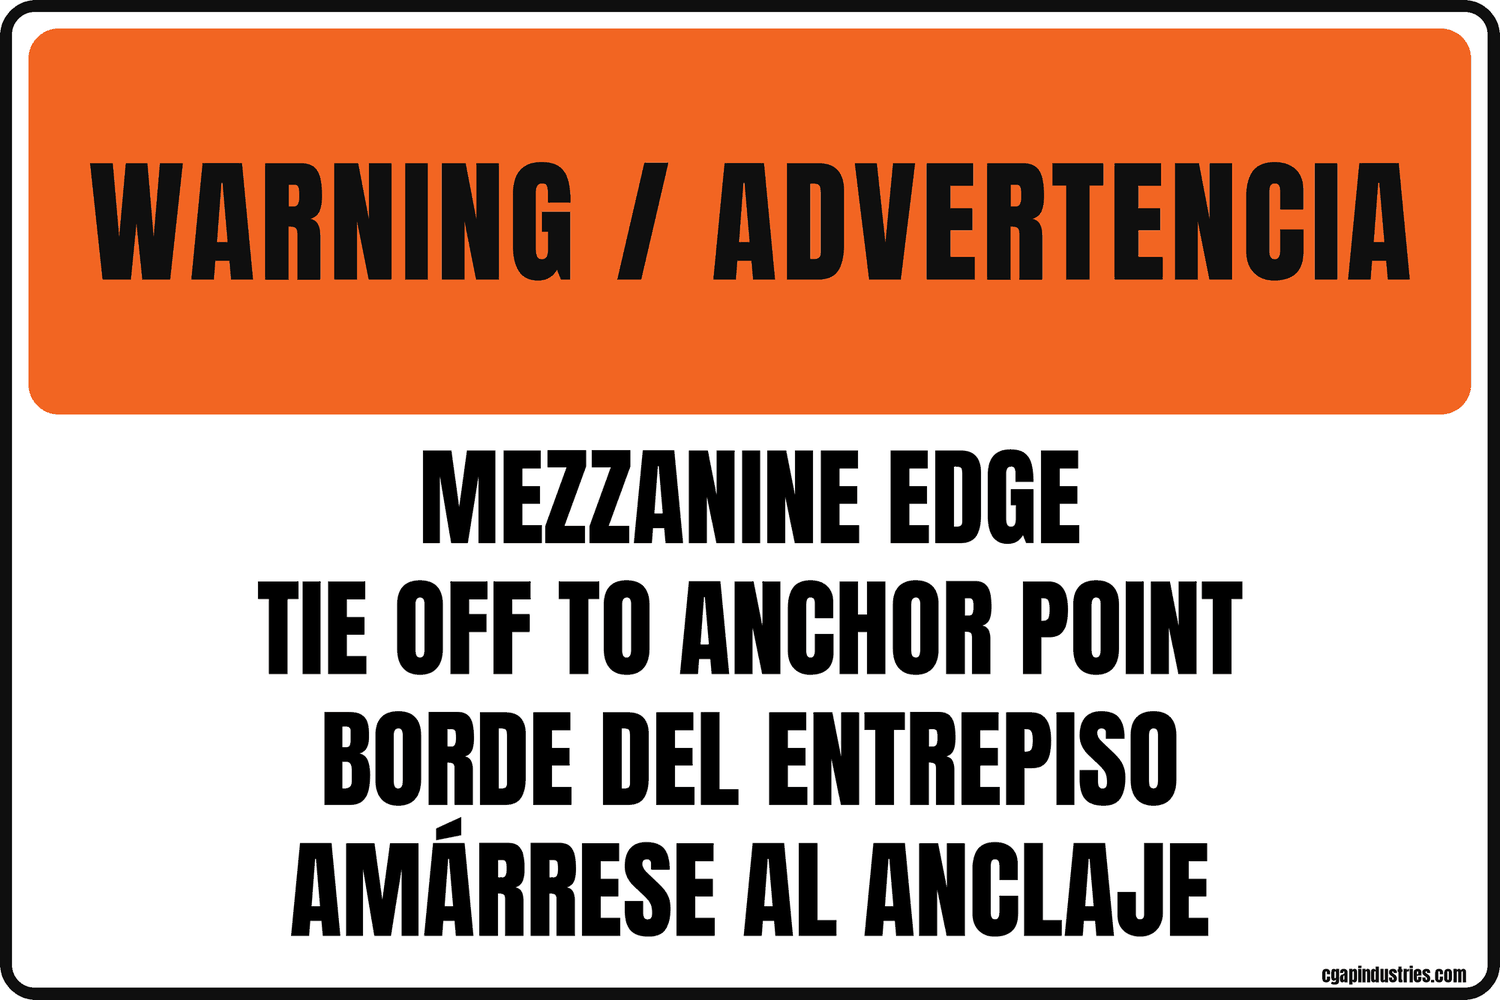 WARNING / ADVERTENCIA
MEZZANINE EDGE
TIE OFF TO ANCHOR POINT
BORDE DEL ENTREPISO
AMÁRRESE AL ANCLAJE
cgapindustries.com